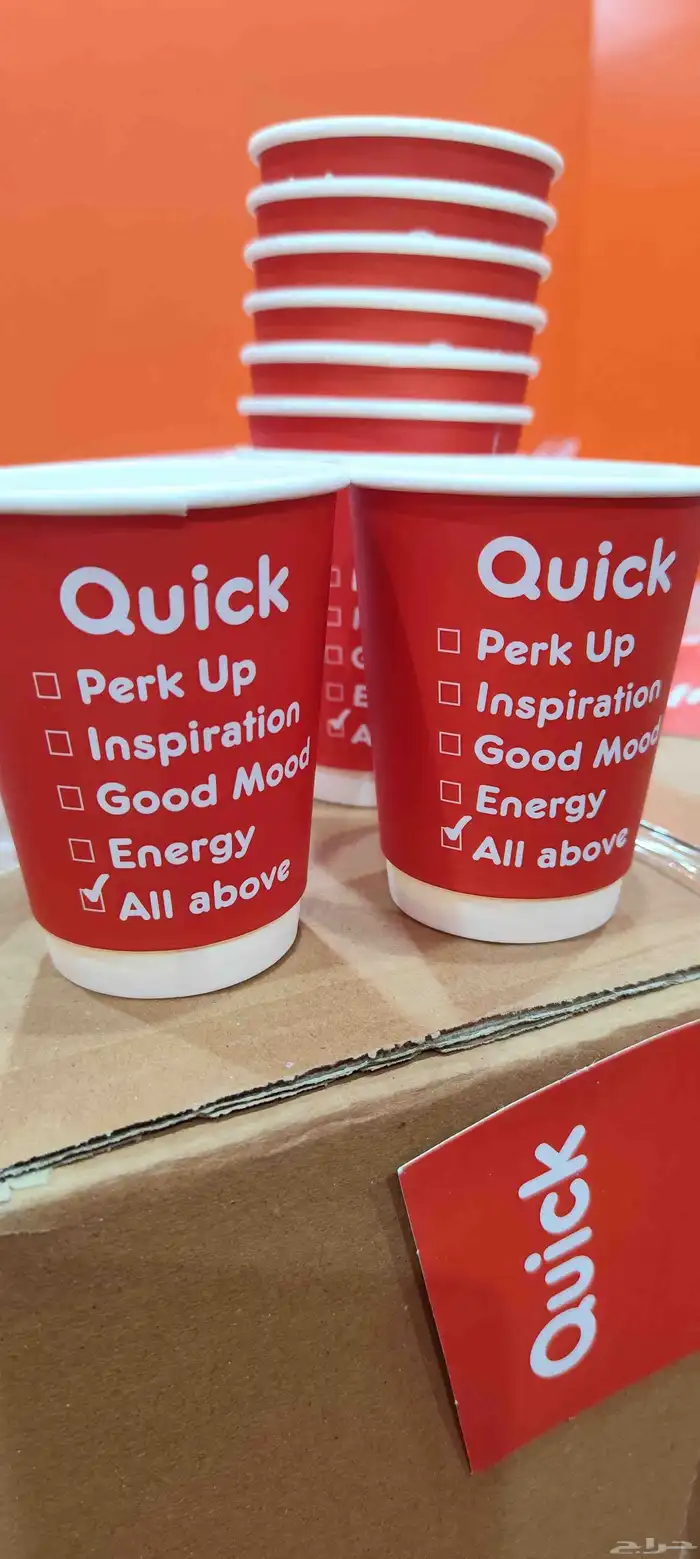 Quick
Perk Up
Inspiration
Good Mood
Energy
All above
Quick
Perk Up
Inspiration
Good Mood
Energy
All above
Quick
حراج